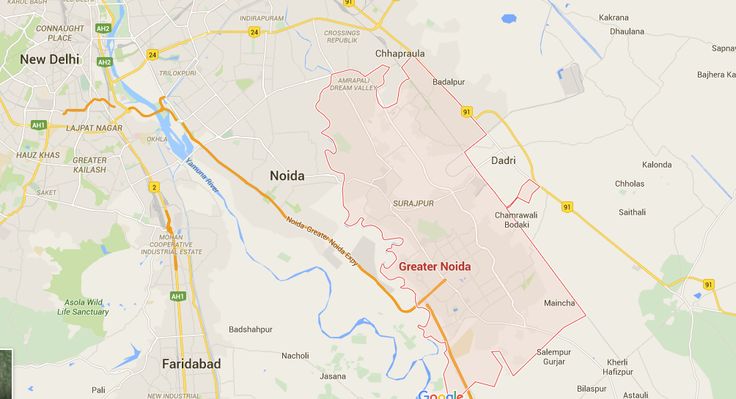 KAROL BAGH
CONNAUGHT
PLACE
AH2
INDIRAPURAM
CROSSINGS
REPUBLIK
24
24
New Delhi
TRILOKPURI
Chhapraula
AMRAPALI
DREAM VALLEY
Badalpur
91
Kakrana
Dhaulana
Sapnav
Bajhera Ka
AH1
LAJPAT NAGAR
OKHLA
HAUZ KHAS
GREATER
KAILASH
SAKET
Yamuna River
2
Noida
Dadri
Kalonda
Chholas
91
SURAJPUR
Chamrawali
Bodaki
Saithali
MOHAN
COOPERATIVE
INDUSTRIAL ESTATE
Noida-Greater Noida Expy
Greater Noida
91
Asola Wild
Life Sanctuary
AH1
Maincha
Badshahpur
Nacholi
Faridabad
Salempur
Gurjar
Kherli
Hafizpur
Pali
Jasana
Bilaspur
Astauli
NEW INDUSTRIAL
Google